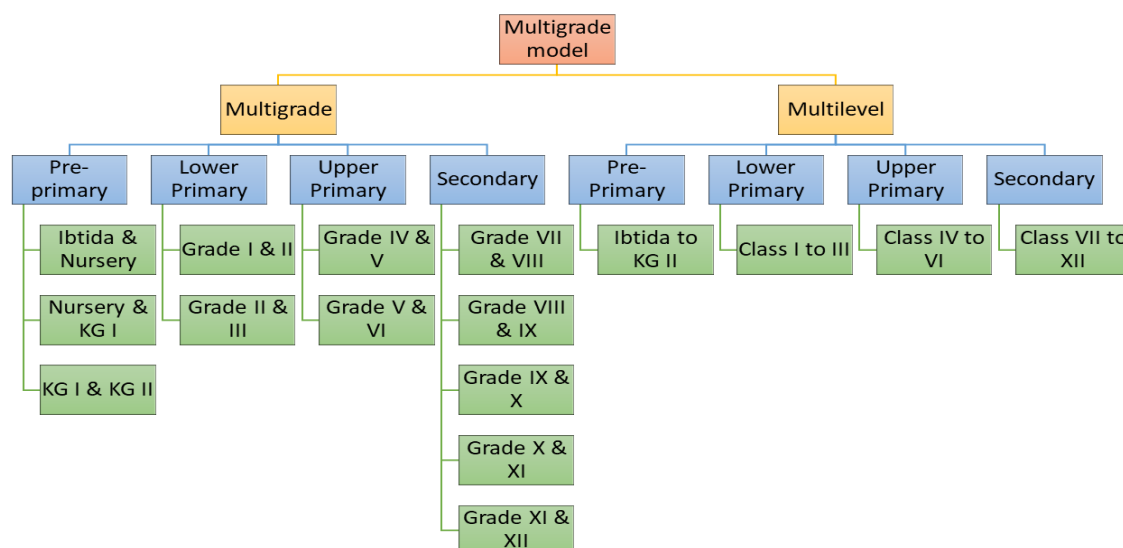 Multigrade
model
Multigrade
Multilevel
Pre-
primary
Lower
Primary
Upper
Primary
Secondary
Pre-
Primary
Lower
Primary
Upper
Primary
Secondary
Ibtida &
Nursery
Nursery &
KG I
KG I & KG II
Grade I & II
Grade II &
III
Grade IV &
V
Grade V &
VI
Grade VII
& VIII
Grade VIII
& IX
Grade IX &
X
Grade X &
XI
Grade XI &
XII
Ibtida to
KG II
Class I to III
Class IV to
VI
Class VII to
XII